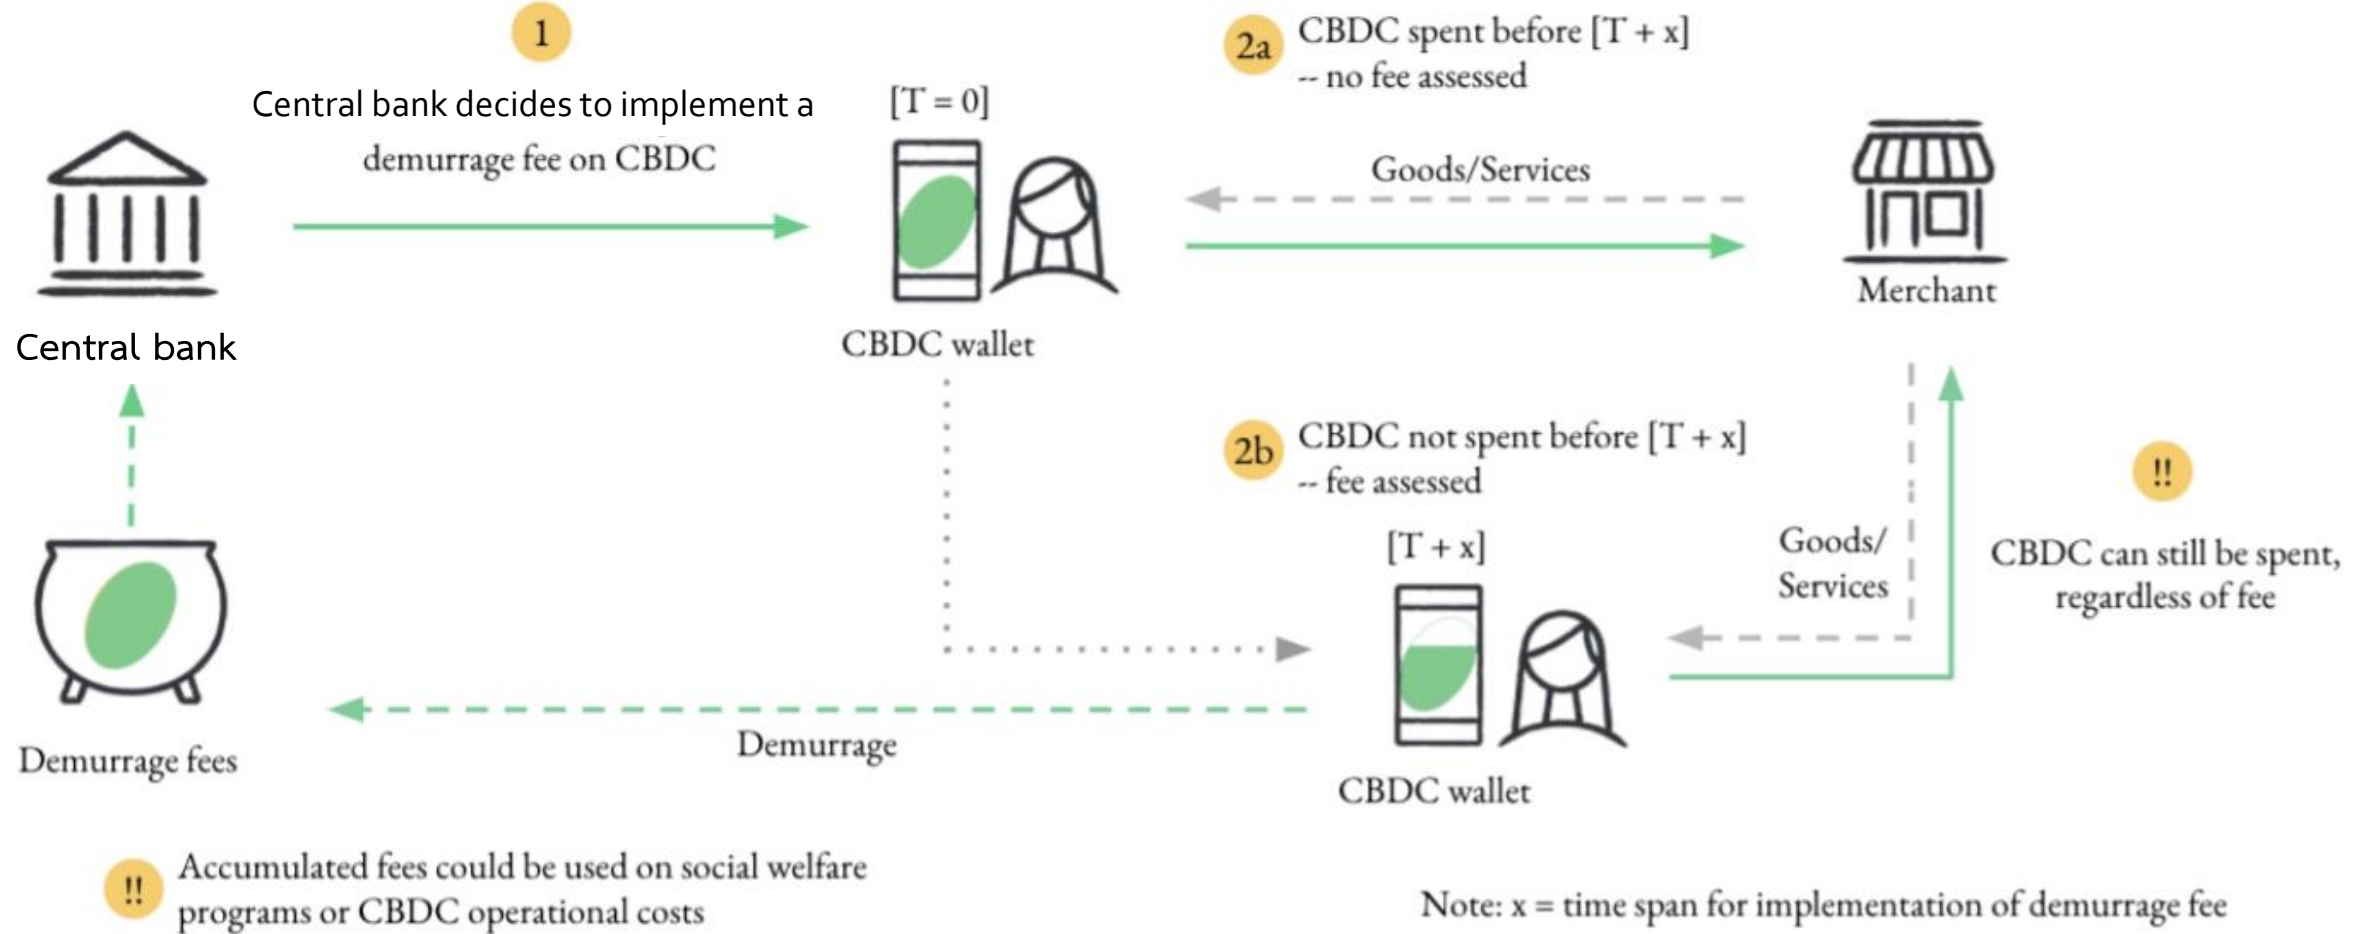 1
Central bank decides to implement a
demurrage fee on CBDC
Central bank
[T = 0]
CBDC wallet
2a
CBDC spent before [T + x]
-- no fee assessed
Goods/Services
Merchant
2b
CBDC not spent before [T + x]
-- fee assessed
[T + x]
Goods/
Services
!!
CBDC can still be spent,
regardless of fee
CBDC wallet
Demurrage
Demurrage fees
!!
Accumulated fees could be used on social welfare
programs or CBDC operational costs
Note: x = time span for implementation of demurrage fee